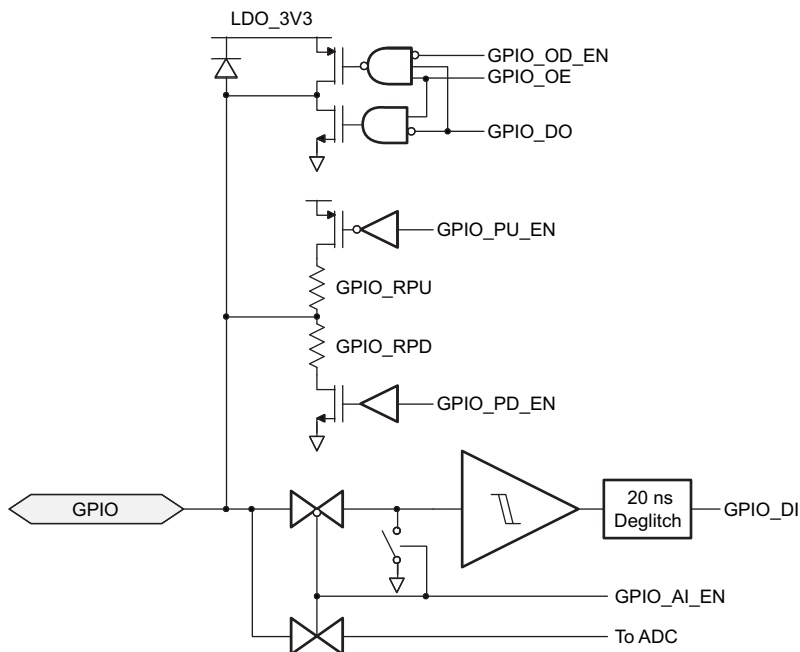 LDO_3V3
GPIO_OD_EN
GPIO_OE
GPIO_DO
GPIO_PU_EN
GPIO_RPU
GPIO_RPD
GPIO_PD_EN
GPIO
20 ns
Deglitch
GPIO_DI
GPIO_AI_EN
To ADC